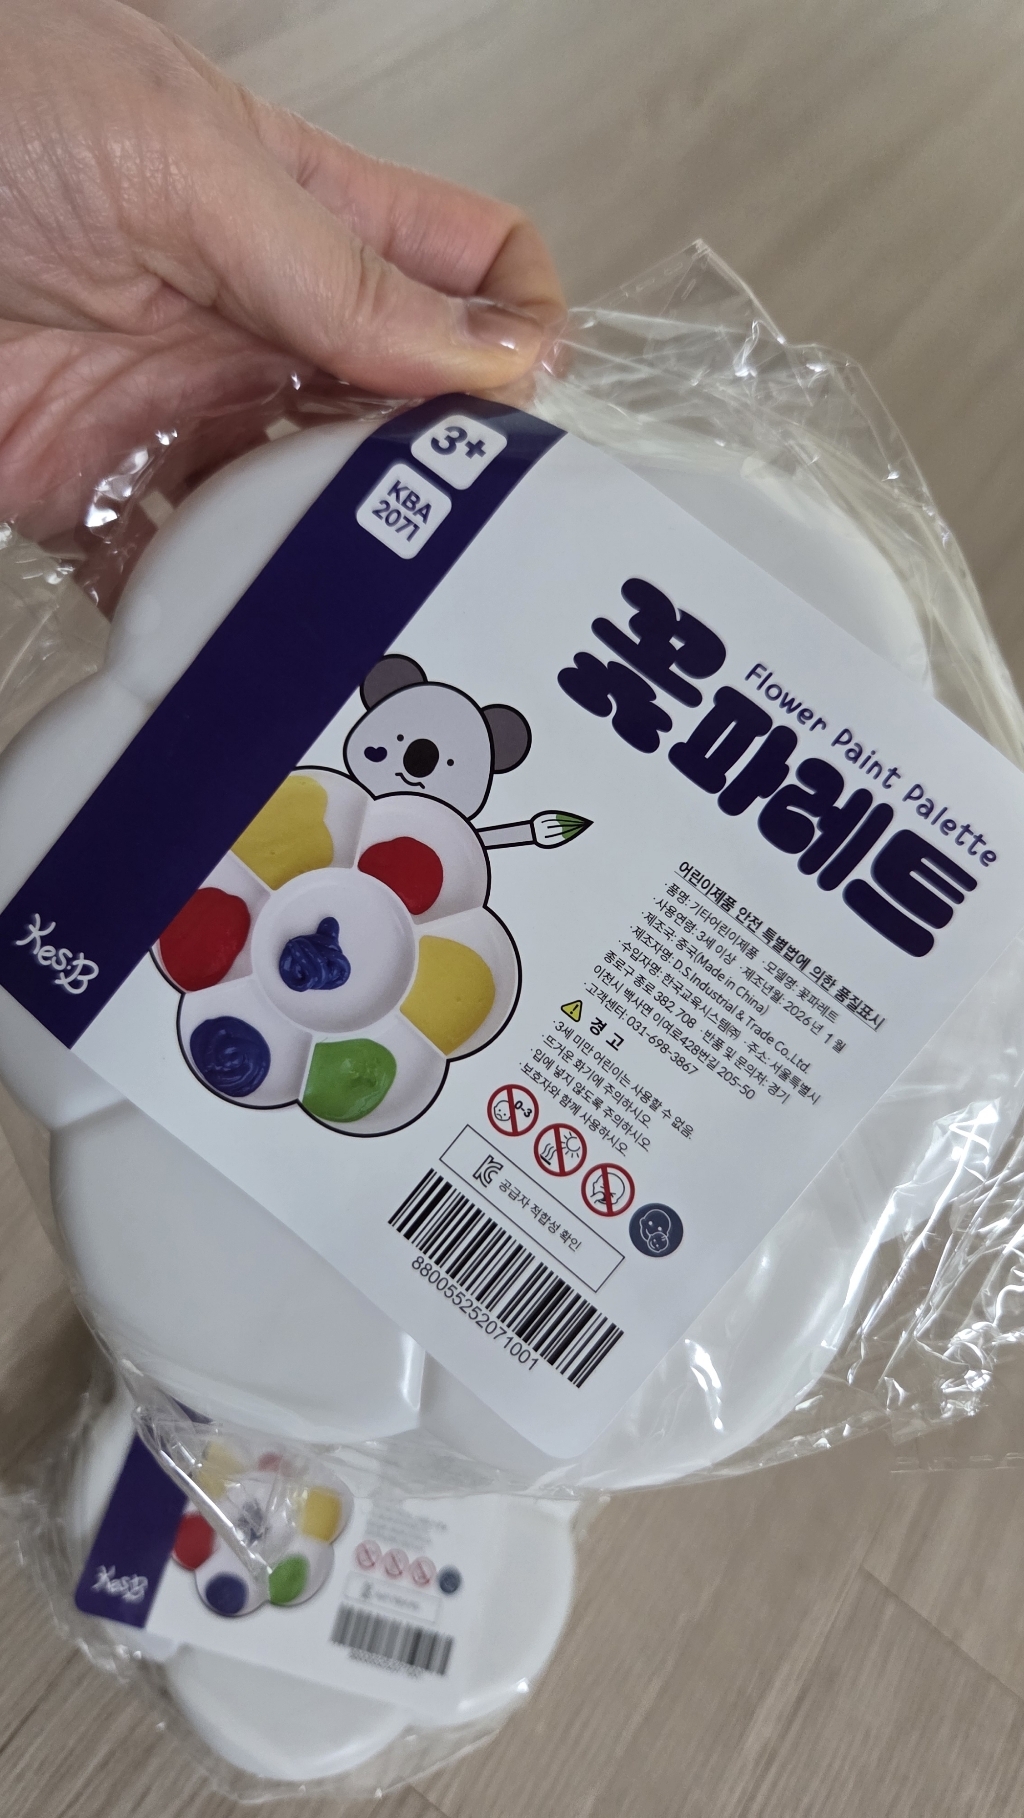 3+
KBA
2071
Flower Paint Palette
꽃파레트
어린이제품 안전 특별법에 의한 품질표시
·품명: 기타어린이제품 ·모델명: 꽃파레트
·사용연령: 3세 이상 ·제조년월: 2026년 1월
·제조국: 중국(Made in China)
·제조자명: D.S Industrial & Trade Co., Ltd.
·수입자명: 한국교육시스템㈜ ·주소: 서울특별시
종로구 종로 382, 708 ·반품 및 문의처: 경기
이천시 백사면 이여로428번길 205-50
·고객센터: 031-698-3867
경고
·3세 미만 어린이는 사용할 수 없음.
·뜨거운 화기에 주의하시오.
·입에 넣지 않도록 주의하시오.
·보호자와 함께 사용하시오.
0-3
KC 공급자 적합성 확인
880055252071001
KesB
KesB